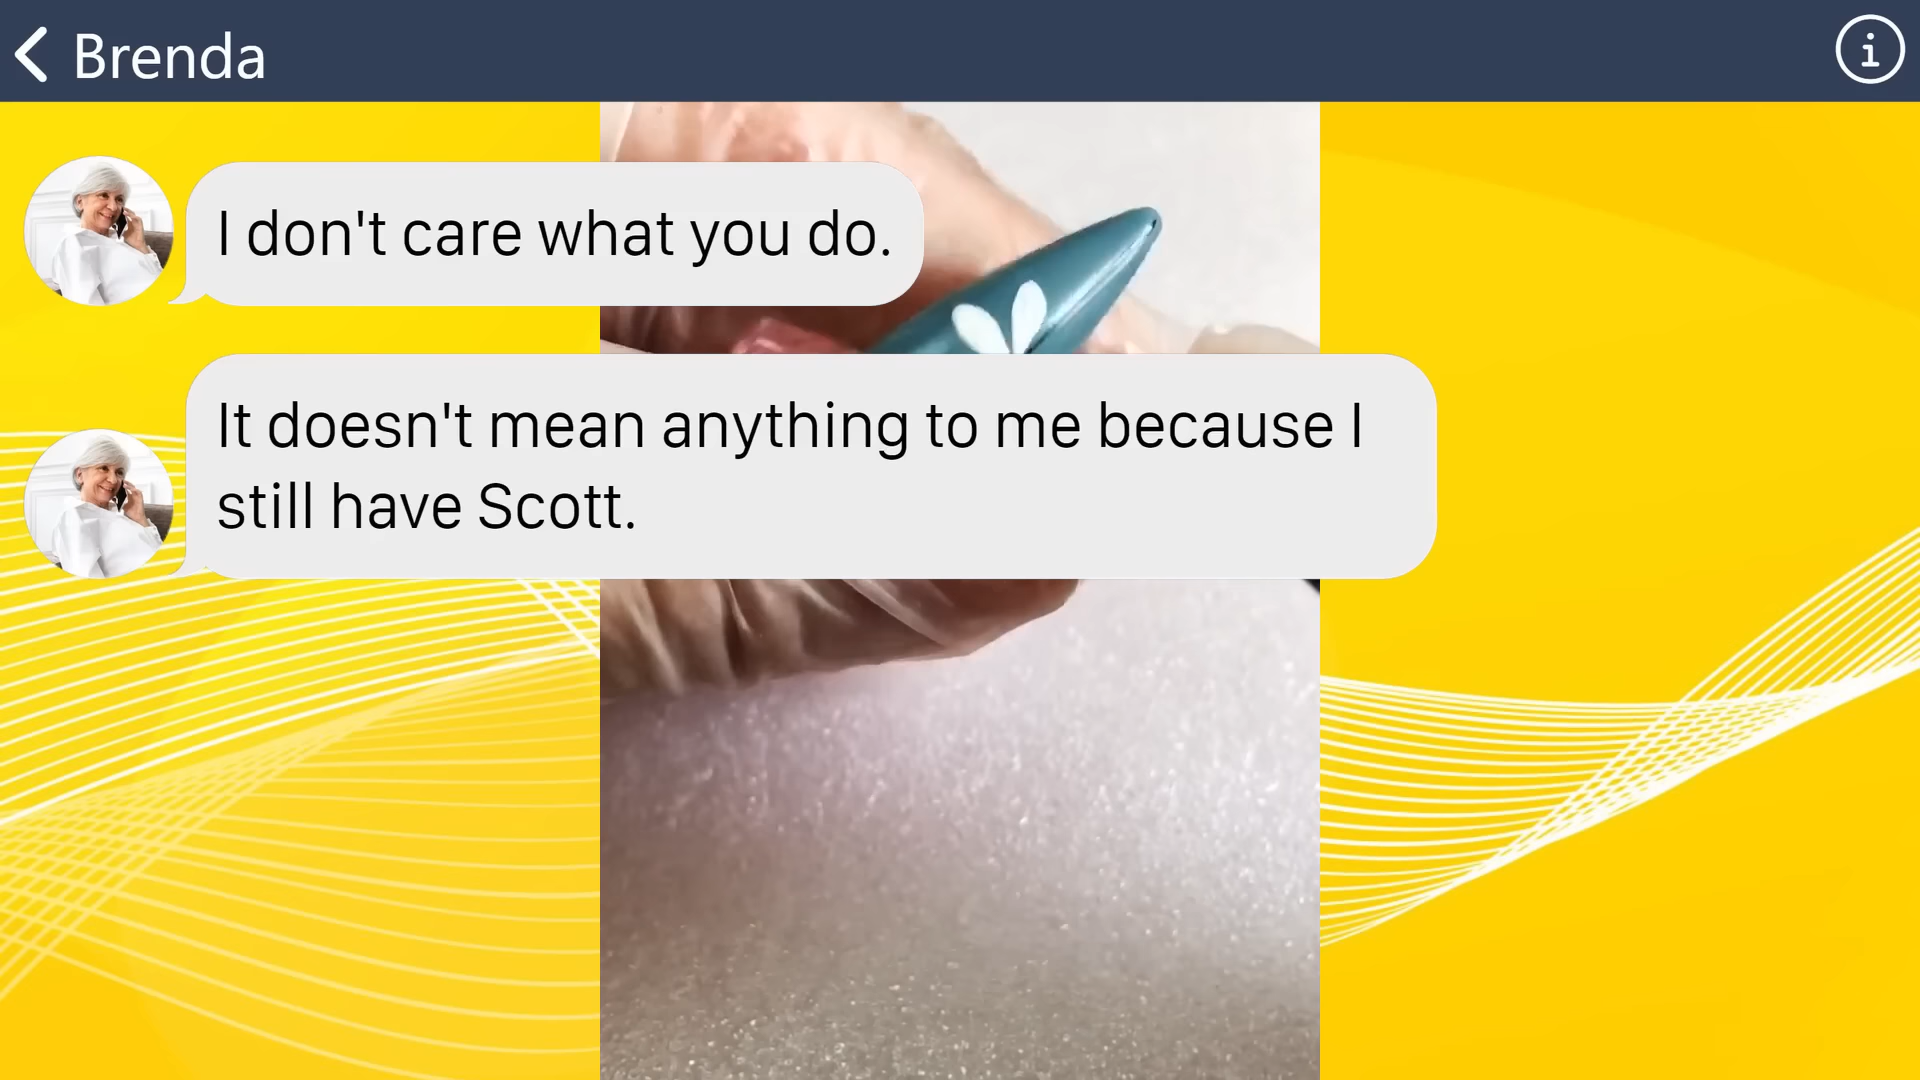 Brenda
I don't care what you do.
It doesn't mean anything to me because I
still have Scott.